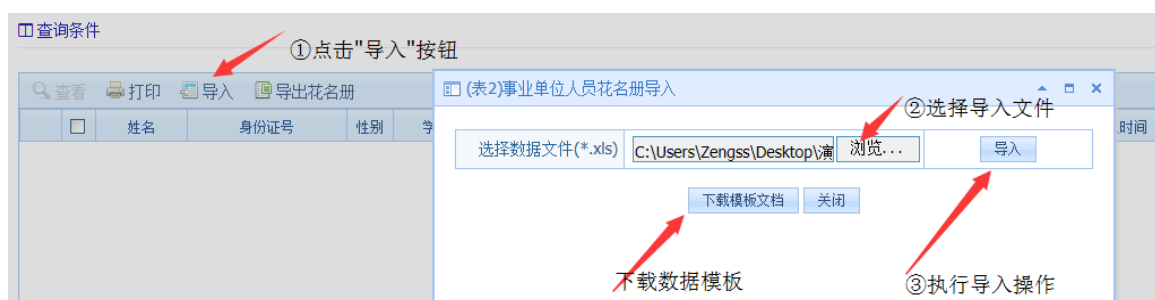 查询条件
①点击"导入"按钮
查看 打印 导入 导出花名册
姓名 身份证号 性别 学
(表2)事业单位人员花名册导入
②选择导入文件
时间
选择数据文件(*.xls) C:\Users\Zengss\Desktop\演 浏览... 导入
下载模板文档 关闭
下载数据模板
③执行导入操作